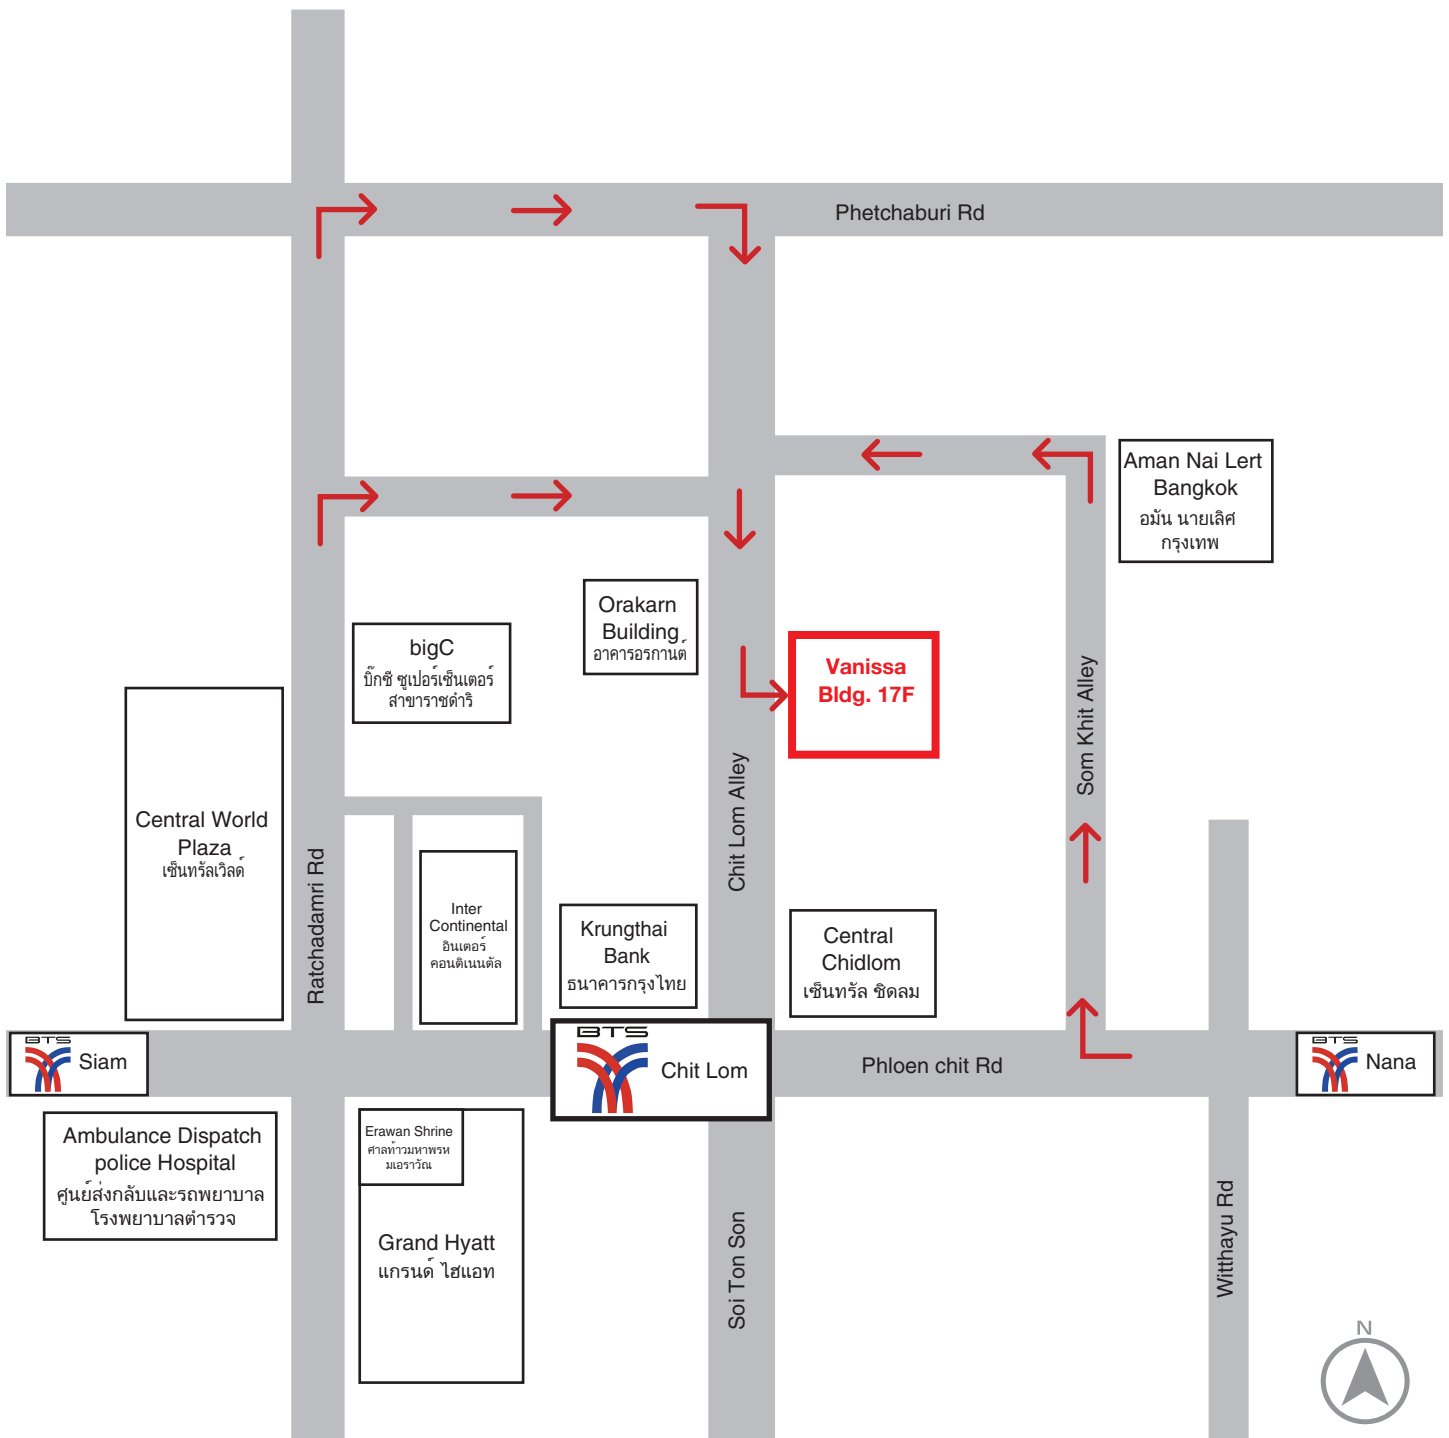 Phetchaburi Rd
Aman Nai Lert
Bangkok
อมัน นายเลิศ
กรุงเทพ
Orakarn
Building
อาคารอรกานต์
bigC
บิ๊กซี ซูเปอร์เซ็นเตอร์
สาขาราชดำริ
Vanissa
Bldg. 17F
Som Khit Alley
Chit Lom Alley
Central World
Plaza
เซ็นทรัลเวิลด์
Ratchadamri Rd
Inter
Continental
อินเตอร์
คอนติเนนตัล
Krungthai
Bank
ธนาคารกรุงไทย
Central
Chidlom
เซ็นทรัล ชิดลม
BTS
Siam
BTS
Chit Lom
Phloen chit Rd
BTS
Nana
Ambulance Dispatch
police Hospital
ศูนย์ส่งกลับและรถพยาบาล
โรงพยาบาลตำรวจ
Erawan Shrine
ศาลท้าวมหาพรห
มเอราวัณ
Grand Hyatt
แกรนด์ ไฮแอท
Soi Ton Son
Witthayu Rd
N